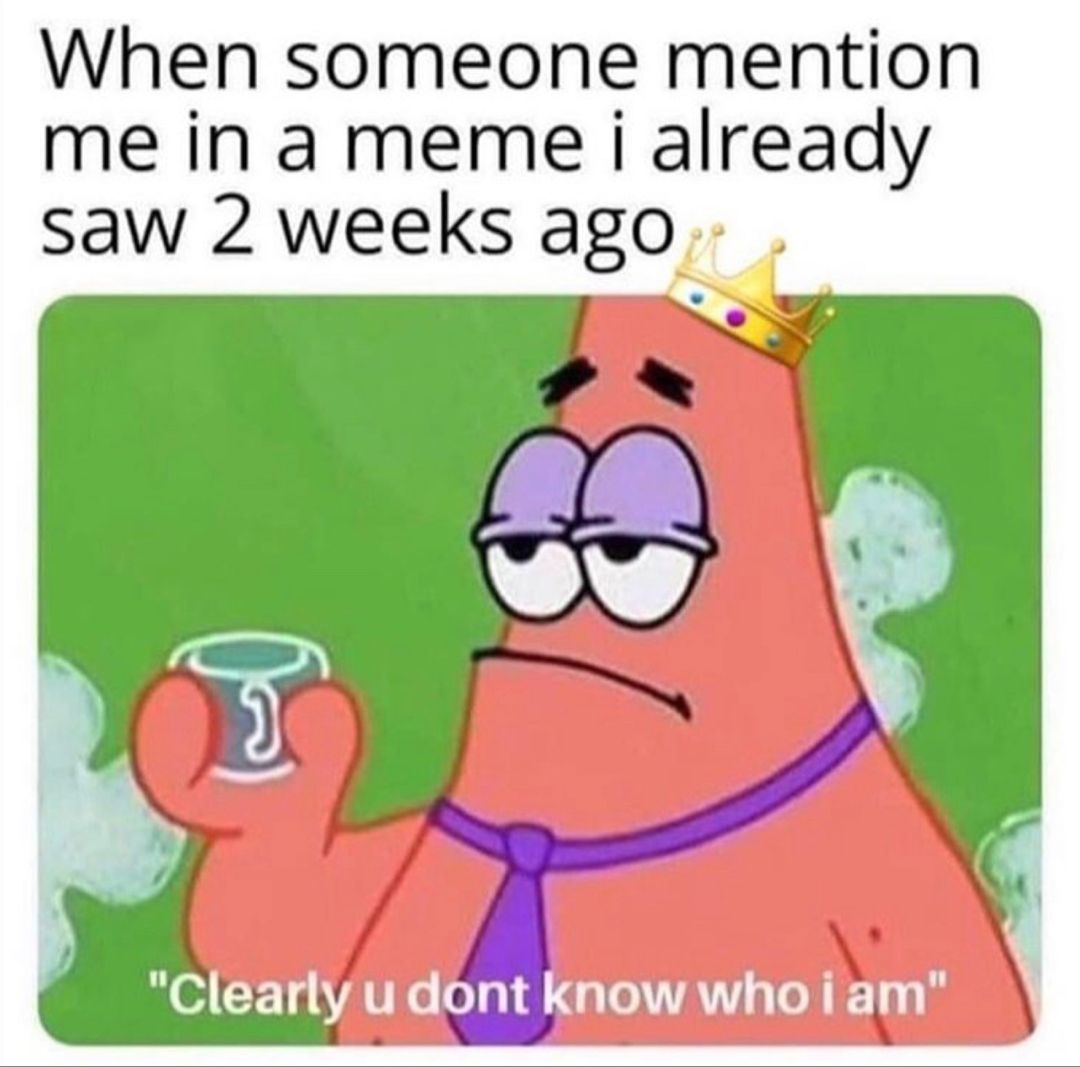 When someone mention
me in a meme i already
saw 2 weeks ago
"Clearly u dont know who i am"